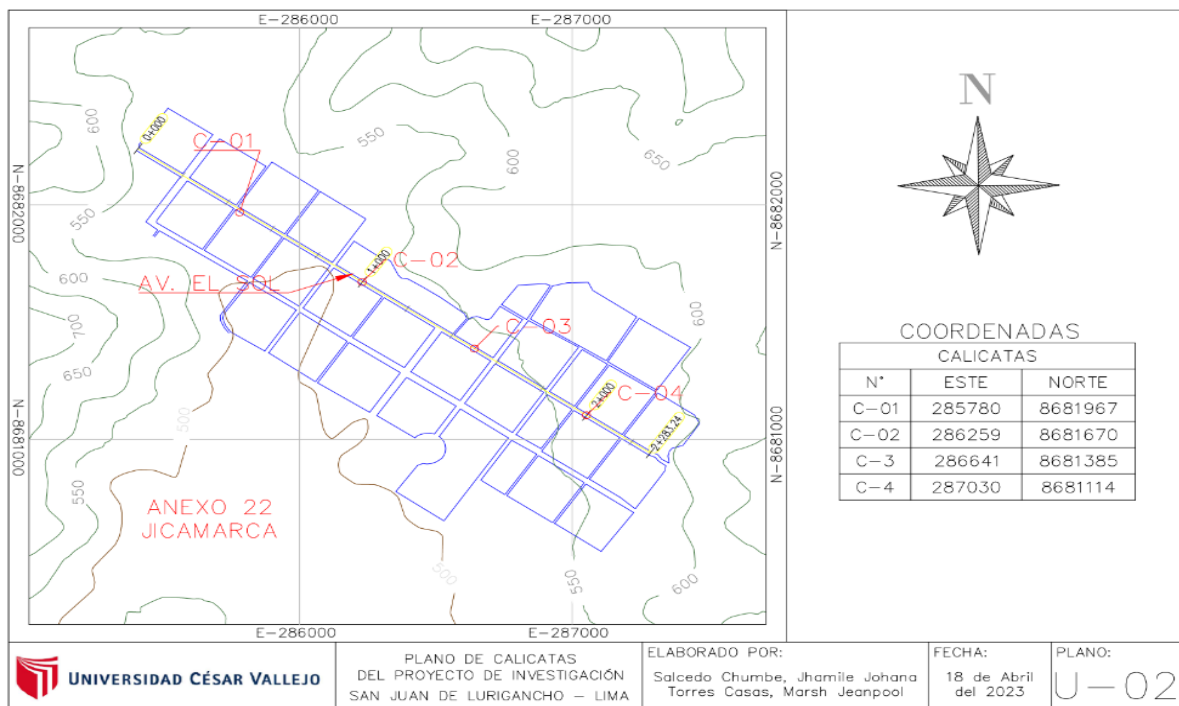 E-286000
E-287000
N-8682000
N-8682000
N-8681000
N-8681000
600
550
600
650
550
600
700
650
550
500
500
550
600
600
0+000
C-01
1+000
C-02
AV. EL SOL
C-03
2+000
C-04
2+283.24
ANEXO 22
JICAMARCA
E-286000
E-287000
N
COORDENADAS
CALICATAS
N° ESTE NORTE
C-01 285780 8681967
C-02 286259 8681670
C-3 286641 8681385
C-4 287030 8681114
UNIVERSIDAD CÉSAR VALLEJO
PLANO DE CALICATAS
DEL PROYECTO DE INVESTIGACIÓN
SAN JUAN DE LURIGANCHO – LIMA
ELABORADO POR:
Salcedo Chumbe, Jhamile Johana
Torres Casas, Marsh Jeanpool
FECHA:
18 de Abril
del 2023
PLANO:
U-02